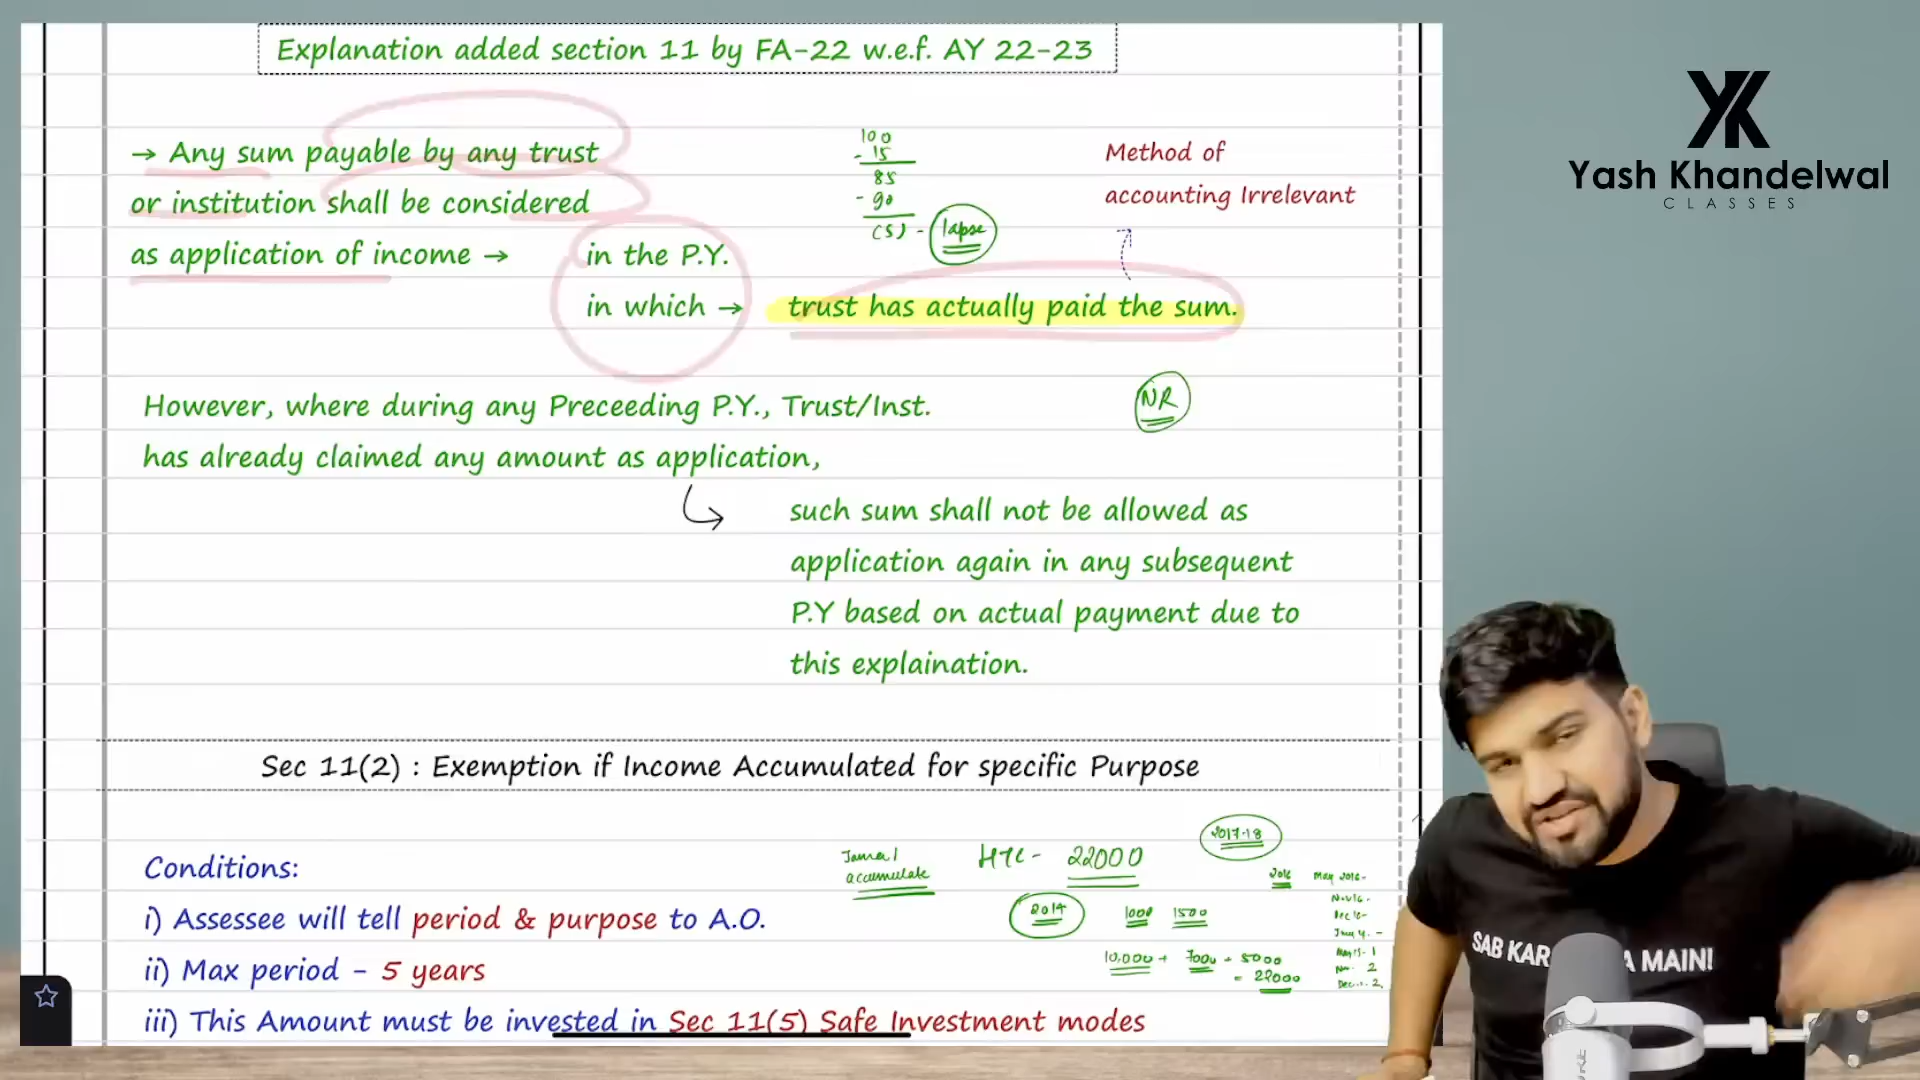 Explanation added section 11 by FA-22 w.e.f. AY 22-23
→ Any sum payable by any trust
or institution shall be considered
as application of income →
in the P.Y.
in which →
trust has actually paid the sum.
100
- 15
85
- 90
(5) - lapse
Method of
accounting Irrelevant
NR
However, where during any Preceeding P.Y., Trust/Inst.
has already claimed any amount as application,
such sum shall not be allowed as
application again in any subsequent
P.Y based on actual payment due to
this explaination.
Sec 11(2) : Exemption if Income Accumulated for specific Purpose
Conditions:
i) Assessee will tell period & purpose to A.O.
ii) Max period - 5 years
iii) This Amount must be invested in Sec 11(5) Safe Investment modes
accumulate
22000
2017-18
2014
1000 1500
2016
May 2016-
10,000 + 7000 + 5000
= 22000
YK
Yash Khandelwal
CLASSES
SAB KAR
A MAIN!